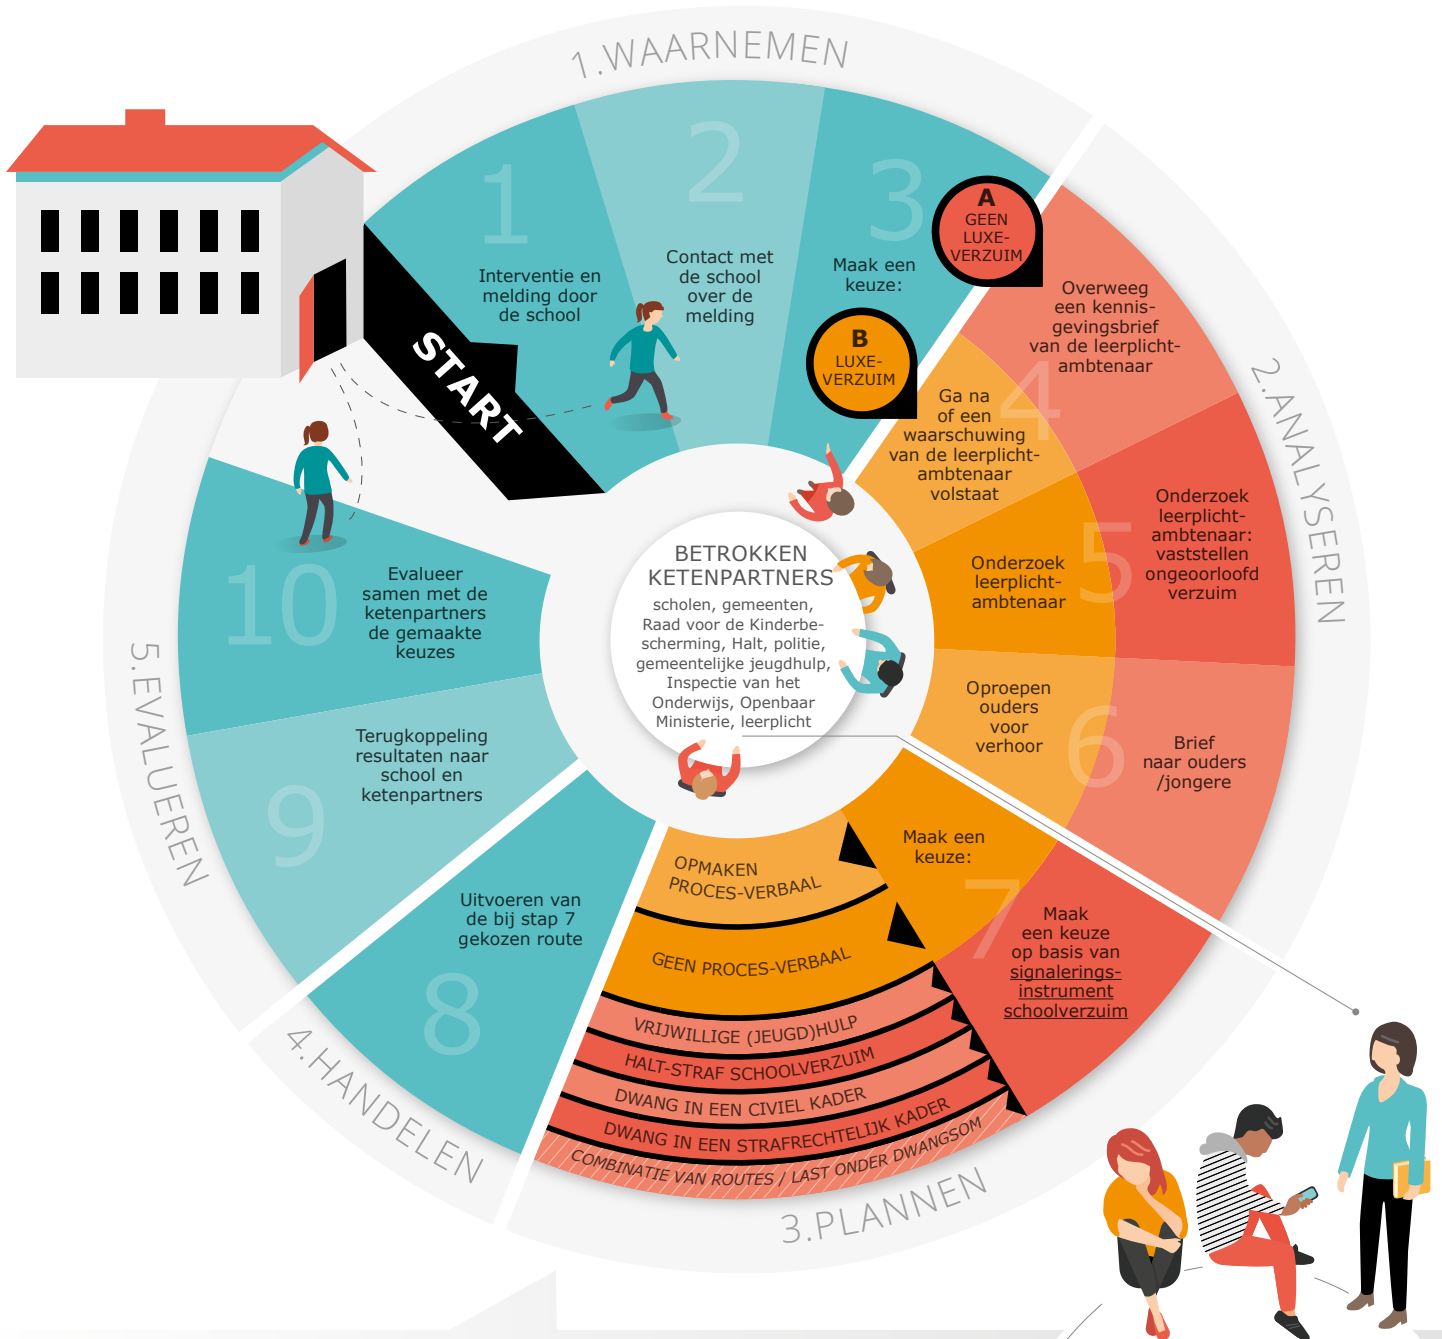 1.WAARNEMEN
START
1
Interventie en
melding door
de school
2
Contact met
de school
over de
melding
3
Maak een
keuze:
A
GEEN
LUXE-
VERZUIM
B
LUXE-
VERZUIM
2.ANALYSEREN
4
Overweeg
een kennis-
gevingsbrief
van de leerplicht-
ambtenaar
Ga na
of een
waarschuwing
van de leerplicht-
ambtenaar
volstaat
5
Onderzoek
leerplicht-
ambtenaar:
vaststellen
ongeoorloofd
verzuim
Onderzoek
leerplicht-
ambtenaar
6
Brief
naar ouders
/jongere
Oproepen
ouders
voor
verhoor
3.PLANNEN
7
Maak een
keuze:
Maak
een keuze
op basis van
signalerings-
instrument
schoolverzuim
OPMAKEN
PROCES-VERBAAL
GEEN PROCES-VERBAAL
VRIJWILLIGE (JEUGD)HULP
HALT-STRAF SCHOOLVERZUIM
DWANG IN EEN CIVIEL KADER
DWANG IN EEN STRAFRECHTELIJK KADER
COMBINATIE VAN ROUTES / LAST ONDER DWANGSOM
4.HANDELEN
8
Uitvoeren van
de bij stap 7
gekozen route
5.EVALUEREN
9
Terugkoppeling
resultaten naar
school en
ketenpartners
10
Evalueer
samen met de
ketenpartners
de gemaakte
keuzes
BETROKKEN
KETENPARTNERS
scholen, gemeenten,
Raad voor de Kinderbe-
scherming, Halt, politie,
gemeentelijke jeugdhulp,
Inspectie van het
Onderwijs, Openbaar
Ministerie, leerplicht